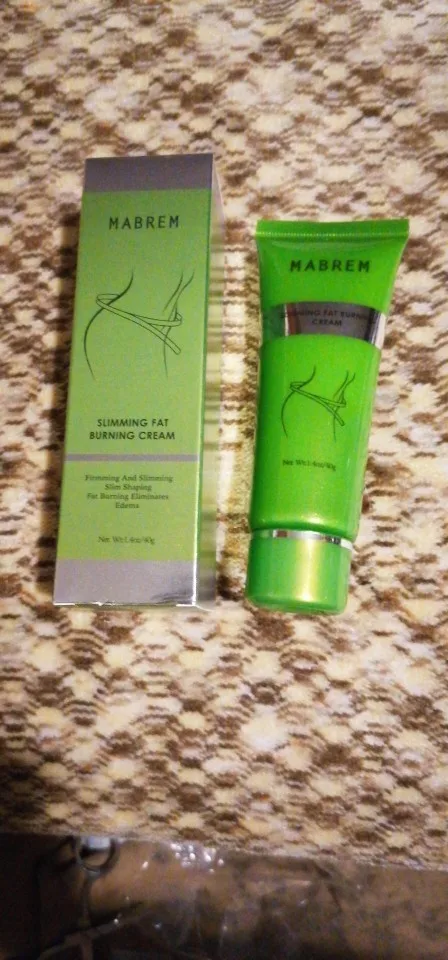 MABREM
SLIMMING FAT
BURNING CREAM
Firmming And Slimming
Slim Shaping
Fat Burning Eliminates
Edema
Net Wt:1.4oz/40g
MABREM
SLIMMING FAT BURNING
CREAM
Net Wt:1.4oz/40g